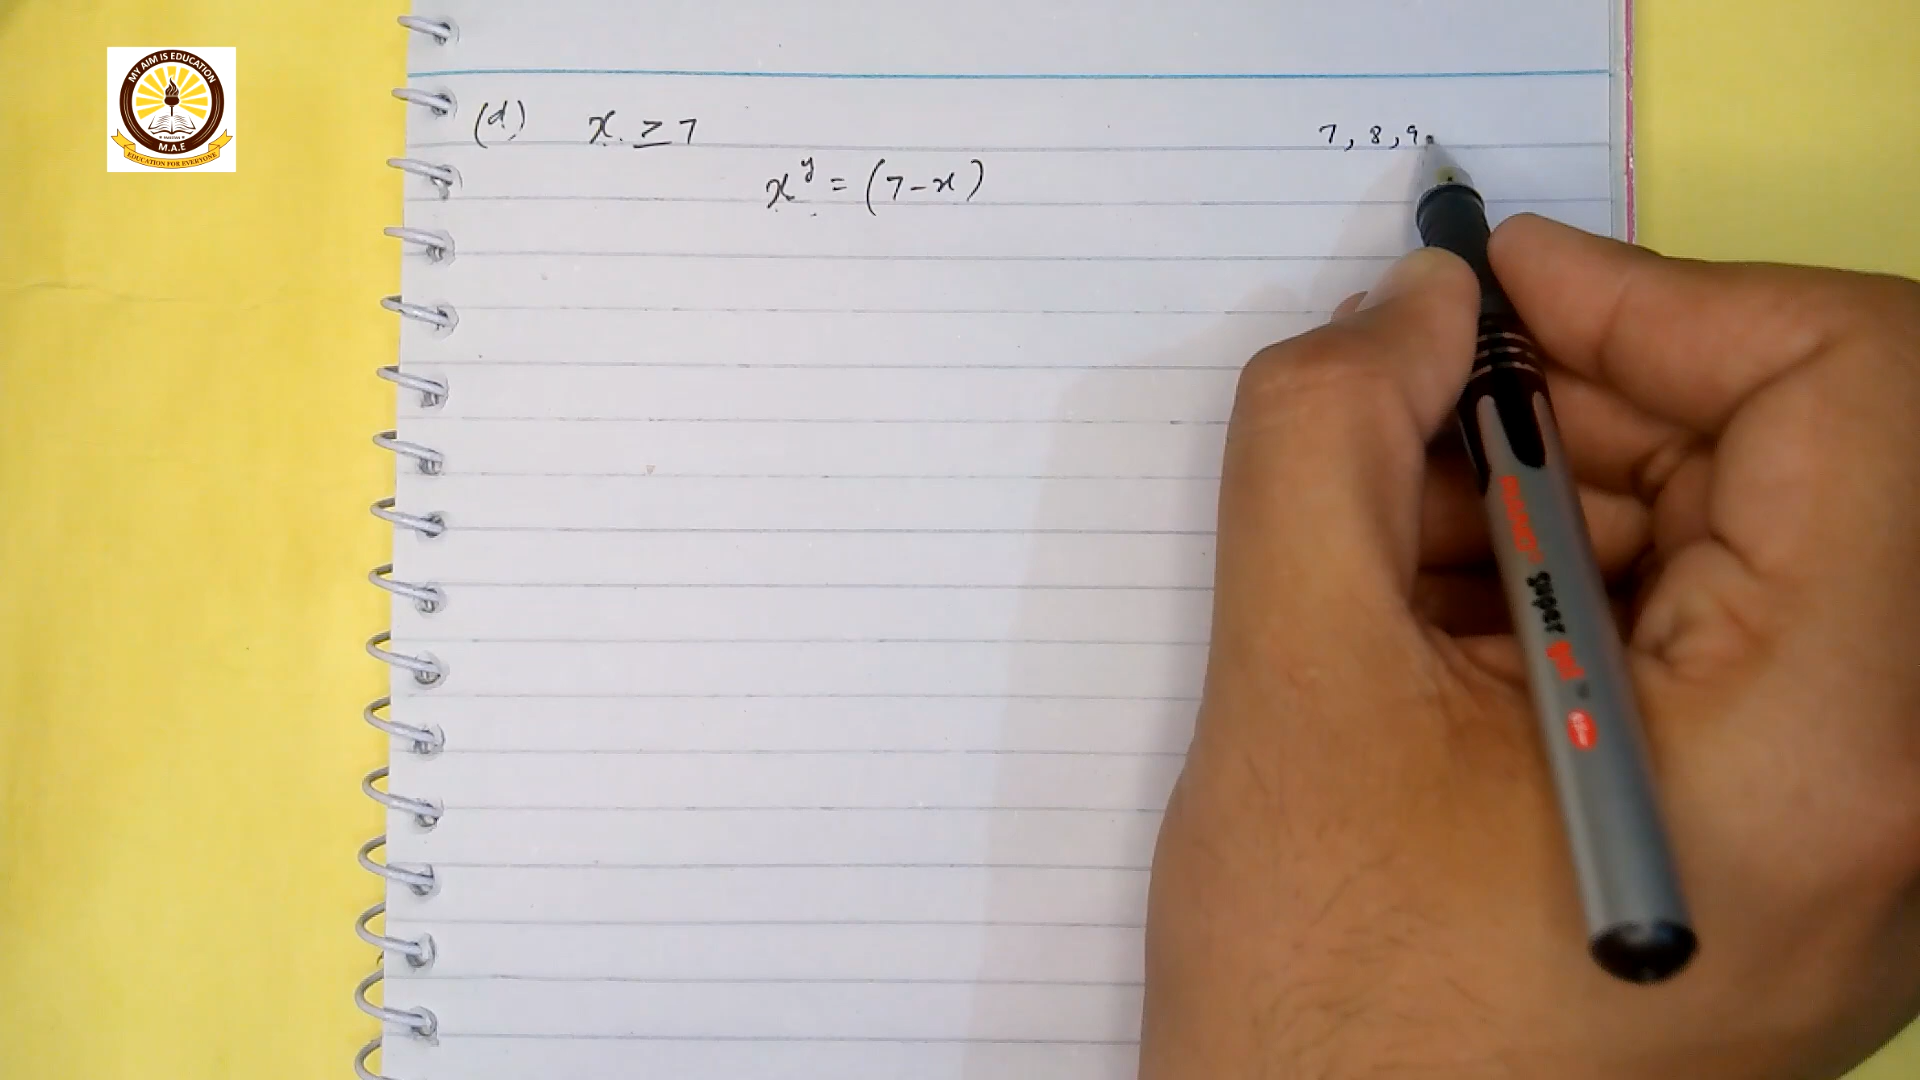 MY AIM IS EDUCATION
M.A.E
EDUCATION FOR EVERYONE
(d) x ≥ 7
7, 8, 9.
x^y = (7-x)
super gel